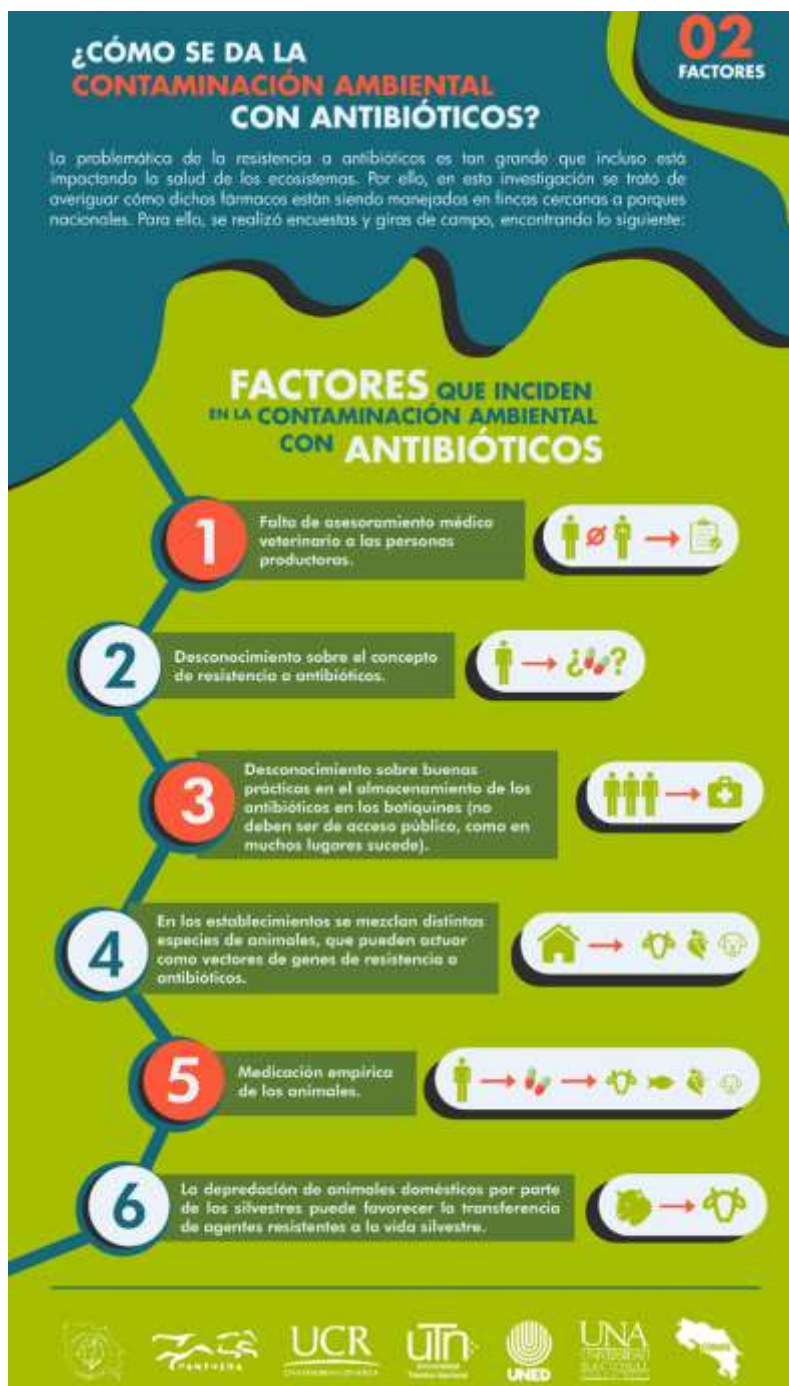 02
FACTORES
¿CÓMO SE DA LA
CONTAMINACIÓN AMBIENTAL
CON ANTIBIÓTICOS?
La problemática de la resistencia a antibióticos es tan grande que incluso está
impactando la salud de los ecosistemas. Por ello, en esta investigación se trató de
averiguar cómo dichos fármacos están siendo manejados en fincas cercanas a parques
nacionales. Para ello, se realizó encuestas y giras de campo, encontrando lo siguiente:
FACTORES QUE INCIDEN
EN LA CONTAMINACIÓN AMBIENTAL
CON ANTIBIÓTICOS
1
Falta de asesoramiento médico
veterinario a las personas
productoras.
2
Desconocimiento sobre el concepto
de resistencia a antibióticos.
¿ ?
3
Desconocimiento sobre buenas
prácticas en el almacenamiento de los
antibióticos en los botiquines (no
deben ser de acceso público, como en
muchos lugares sucede).
4
En los establecimientos se mezclan distintas
especies de animales, que pueden actuar
como vectores de genes de resistencia a
antibióticos.
5
Medicación empírica
de los animales.
6
La depredación de animales domésticos por parte
de los silvestres puede favorecer la transferencia
de agentes resistentes a la vida silvestre.
PANTHERA
UCR
UTN
Universidad
Técnica Nacional
UNED
UNA
UNIVERSIDAD
NACIONAL